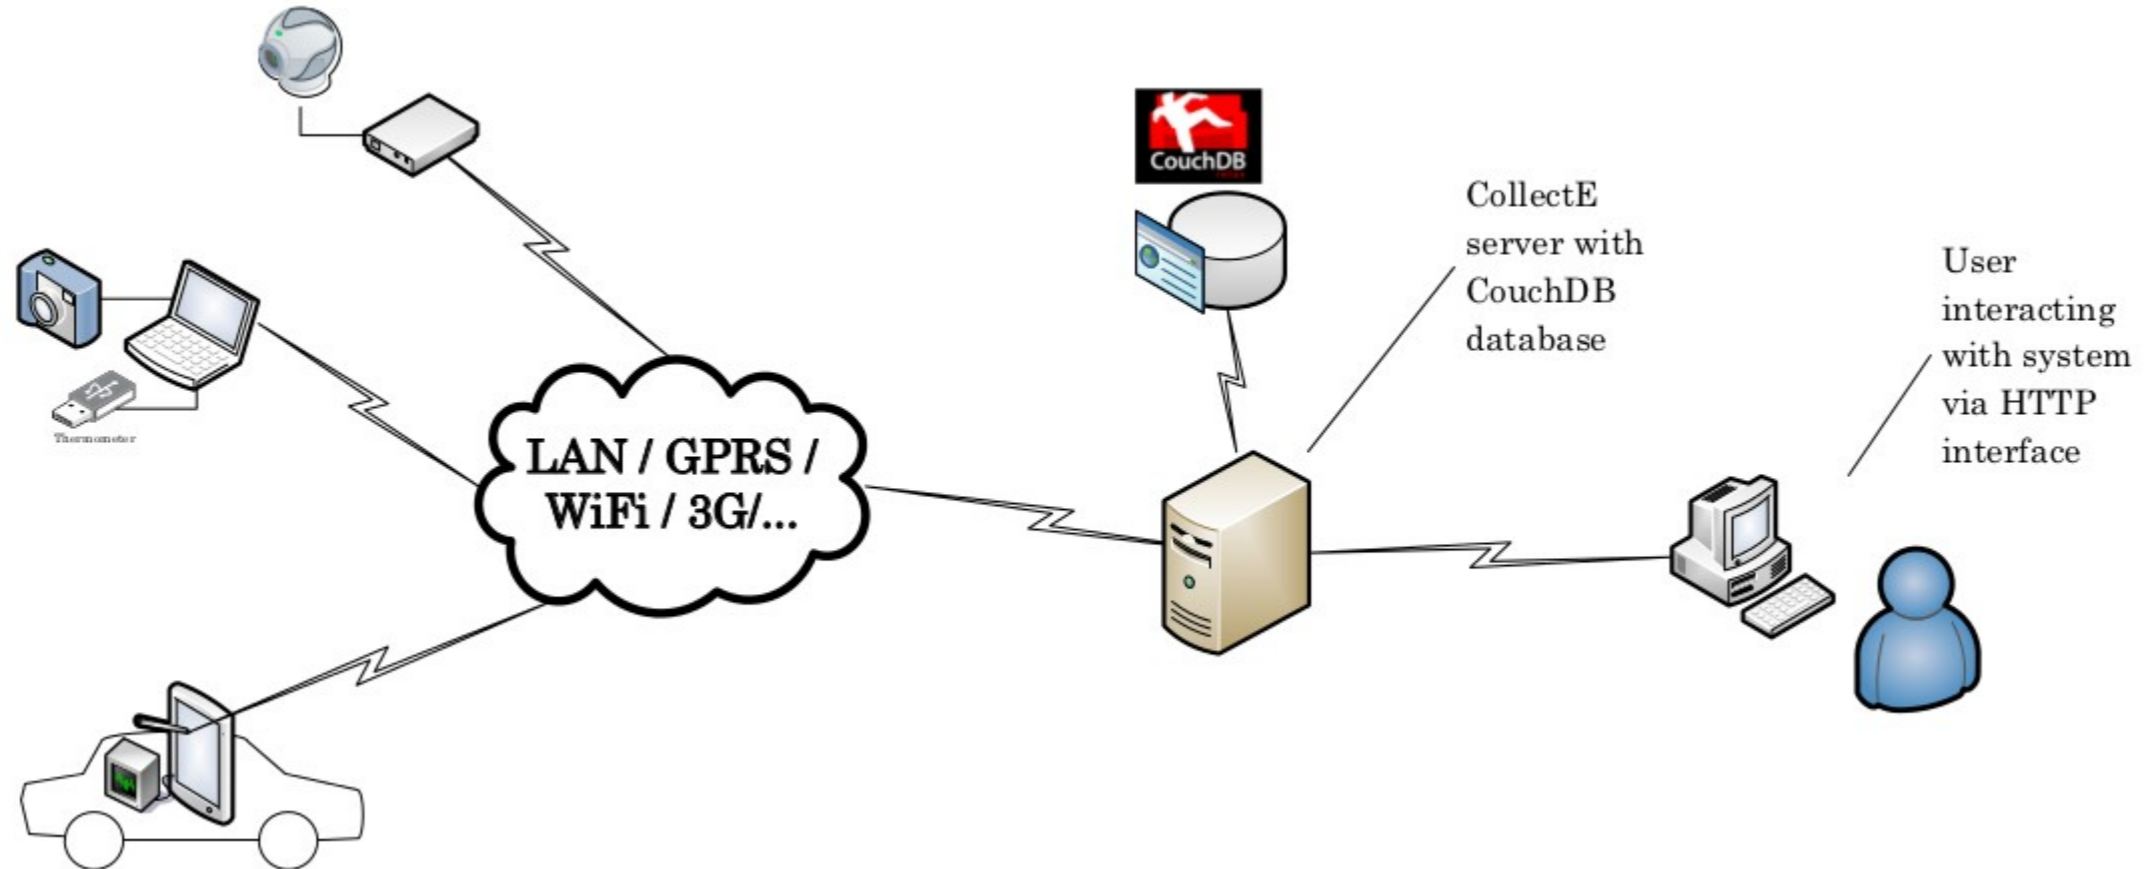 Thermometer
LAN / GPRS /
WiFi / 3G/...
CouchDB
CollectE
server with
CouchDB
database
User
interacting
with system
via HTTP
interface